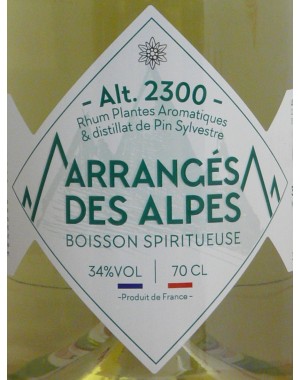 - Alt. 2300 -
Rhum Plantes Aromatiques
& distillat de Pin Sylvestre
ARRANGÉS
DES ALPES
BOISSON SPIRITUEUSE
34%VOL | 70 CL
-Produit de France-